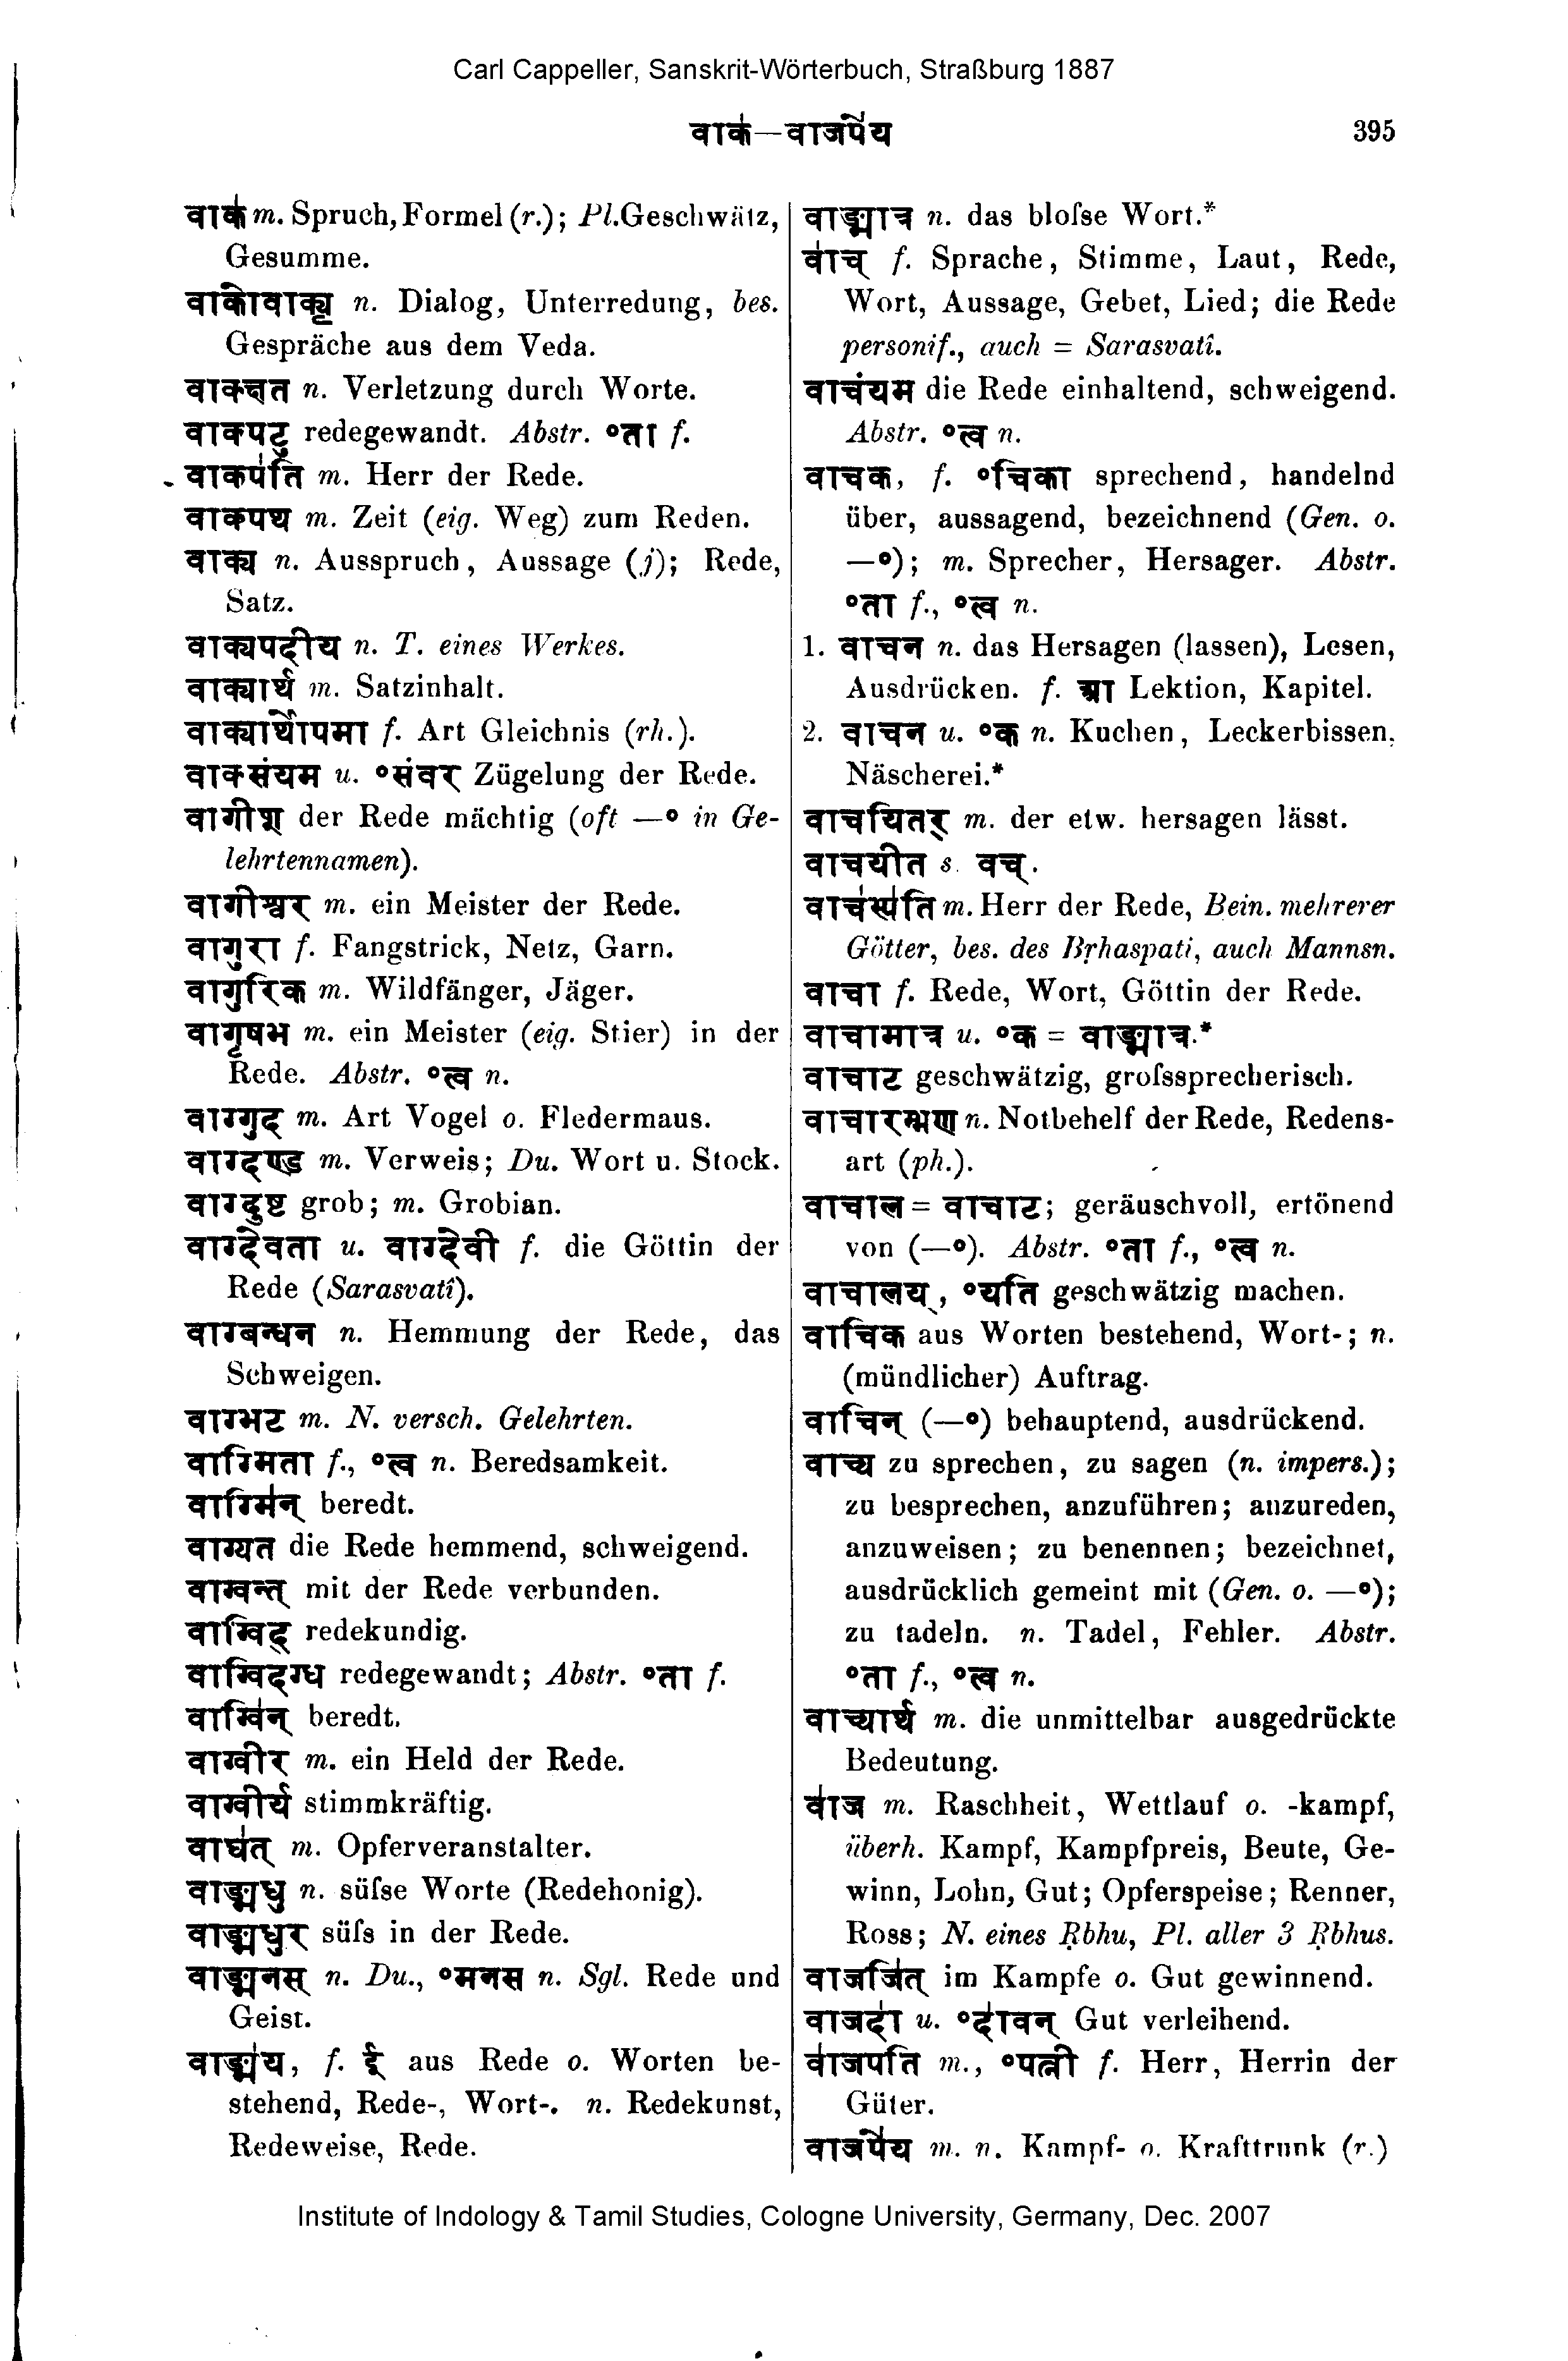 Carl Cappeller, Sanskrit-Wörterbuch, Straßburg 1887
वाक॑—वाजपे॑य 395
वाक॑ m. Spruch, Formel (r.); Pl. Geschwätz,
Gesumme.
वाकोवाक्य॒ n. Dialog, Unterredung, bes.
Gespräche aus dem Veda.
वाक्क्षत n. Verletzung durch Worte.
वाक्पटु redegewandt. Abstr. °ता f.
वाक्प॑ति m. Herr der Rede.
वाक्पथ m. Zeit (eig. Weg) zum Reden.
वाक्य n. Ausspruch, Aussage (j); Rede,
Satz.
वाक्यपदीय n. T. eines Werkes.
वाक्यार्थ m. Satzinhalt.
वाक्यार्थोपमा f. Art Gleichnis (rh.).
वाक्संयम u. °संवर Zügelung der Rede.
वागीश der Rede mächtig (oft —° in Ge-
lehrtennamen).
वागीश्वर m. ein Meister der Rede.
वागुरा f. Fangstrick, Netz, Garn.
वागुरिक m. Wildfänger, Jäger.
वागृषभ m. ein Meister (eig. Stier) in der
Rede. Abstr. °त्व n.
वाग्गुद m. Art Vogel o. Fledermaus.
वाग्दण्ड m. Verweis; Du. Wort u. Stock.
वाग्दुष्ट grob; m. Grobian.
वाग्देवता u. वाग्देवी f. die Göttin der
Rede (Sarasvatî).
वाग्बन्धन n. Hemmung der Rede, das
Schweigen.
वाग्भट m. N. versch. Gelehrten.
वाग्मिता f., °त्व n. Beredsamkeit.
वाग्मि॑न् beredt.
वाग्यत die Rede hemmend, schweigend.
वाग्वन्त् mit der Rede verbunden.
वाग्विद् redekundig.
वाग्विदग्ध redegewandt; Abstr. °ता f.
वाग्वि॑न् beredt.
वाग्वीर m. ein Held der Rede.
वाग्वीर्य stimmkräftig.
वाघ॑त् m. Opferveranstalter.
वाङ्मधु n. süſse Worte (Redehonig).
वाङ्मधुर süſs in der Rede.
वाङ्मनस् n. Du., °मनस n. Sgl. Rede und
Geist.
वाङ्म॑य, f. ई aus Rede o. Worten be-
stehend, Rede-, Wort-. n. Redekunst,
Redeweise, Rede.
वाङ्मात्र n. das bloſse Wort.*
वा॑च् f. Sprache, Stimme, Laut, Rede,
Wort, Aussage, Gebet, Lied; die Rede
personif., auch = Sarasvatî.
वाचंयम die Rede einhaltend, schweigend.
Abstr. °त्व n.
वाचक, f. °चिका sprechend, handelnd
über, aussagend, bezeichnend (Gen. o.
—°); m. Sprecher, Hersager. Abstr.
°ता f., °त्व n.
1. वाचन n. das Hersagen (lassen), Lesen,
Ausdrücken. f. आ Lektion, Kapitel.
2. वाचन u. °क n. Kuchen, Leckerbissen,
Näscherei.*
वाचयितर् m. der etw. hersagen lässt.
वाचयीत s. वच्.
वाच॑स्प॑ति m. Herr der Rede, Bein. mehrerer
Götter, bes. des Bṛhaspati, auch Mannsn.
वाचा f. Rede, Wort, Göttin der Rede.
वाचामात्र u. °क = वाङ्मात्र.*
वाचाट geschwätzig, groſssprecherisch.
वाचारम्भण n. Notbehelf der Rede, Redens-
art (ph.).
वाचाल = वाचाट; geräuschvoll, ertönend
von (—°). Abstr. °ता f., °त्व n.
वाचालय्, °यति geschwätzig machen.
वाचिक aus Worten bestehend, Wort-; n.
(mündlicher) Auftrag.
वाचिन् (—°) behauptend, ausdrückend.
वाच्य zu sprechen, zu sagen (n. impers.);
zu besprechen, anzuführen; anzureden,
anzuweisen; zu benennen; bezeichnet,
ausdrücklich gemeint mit (Gen. o. —°);
zu tadeln. n. Tadel, Fehler. Abstr.
°ता f., °त्व n.
वाच्यार्थ m. die unmittelbar ausgedrückte
Bedeutung.
वा॑ज m. Raschheit, Wettlauf o. -kampf,
überh. Kampf, Kampfpreis, Beute, Ge-
winn, Lohn, Gut; Opferspeise; Renner,
Ross; N. eines Ṛbhu, Pl. aller 3 Ṛbhus.
वाजजि॑त् im Kampfe o. Gut gewinnend.
वाजदा॑ u. °दा॑वन् Gut verleihend.
वा॑जपति m., °पत्नी f. Herr, Herrin der
Güter.
वाजपे॑य m. n. Kampf- o. Krafttrunk (r.)
Institute of Indology & Tamil Studies, Cologne University, Germany, Dec. 2007